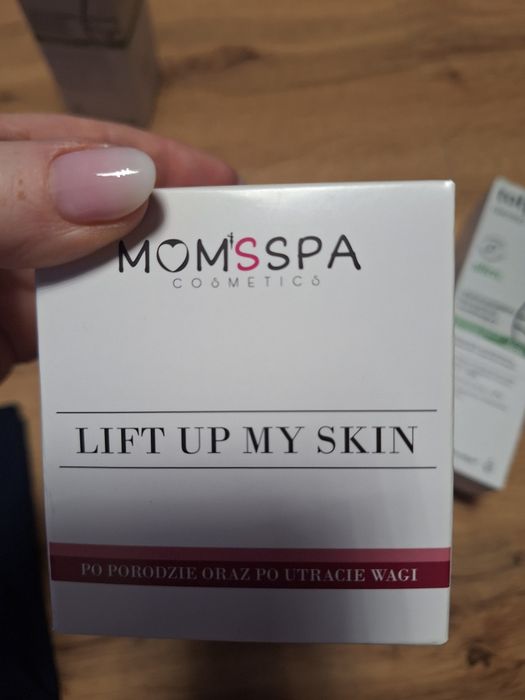 MOM'SSPA
COSMETICS
LIFT UP MY SKIN
PO PORODZIE ORAZ PO UTRACIE WAGI